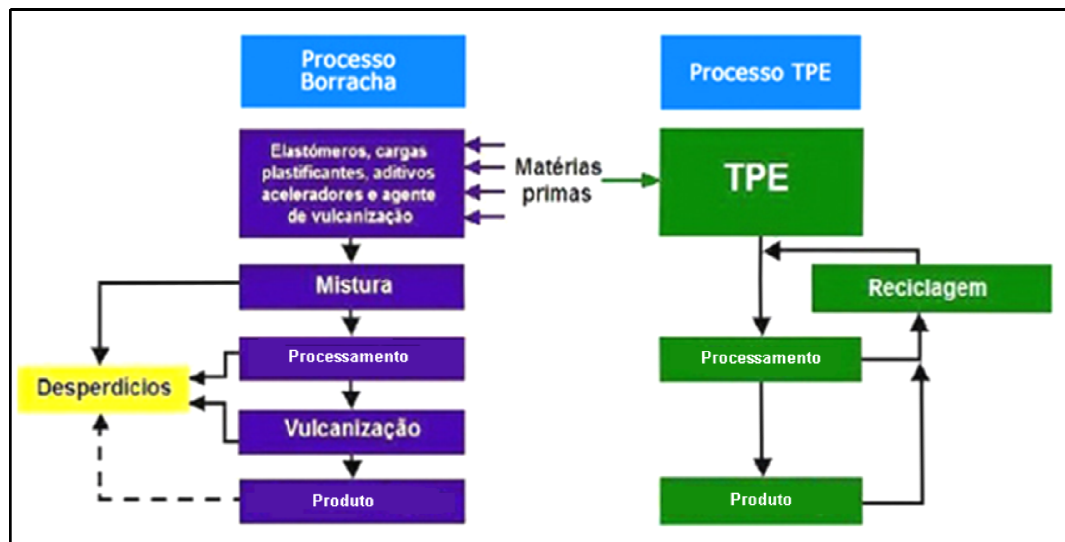 Processo
Borracha
Elastómeros, cargas
plastificantes, aditivos
aceleradores e agente
de vulcanização
Mistura
Processamento
Vulcanização
Produto
Desperdícios
Matérias
primas
Processo TPE
TPE
Reciclagem
Processamento
Produto